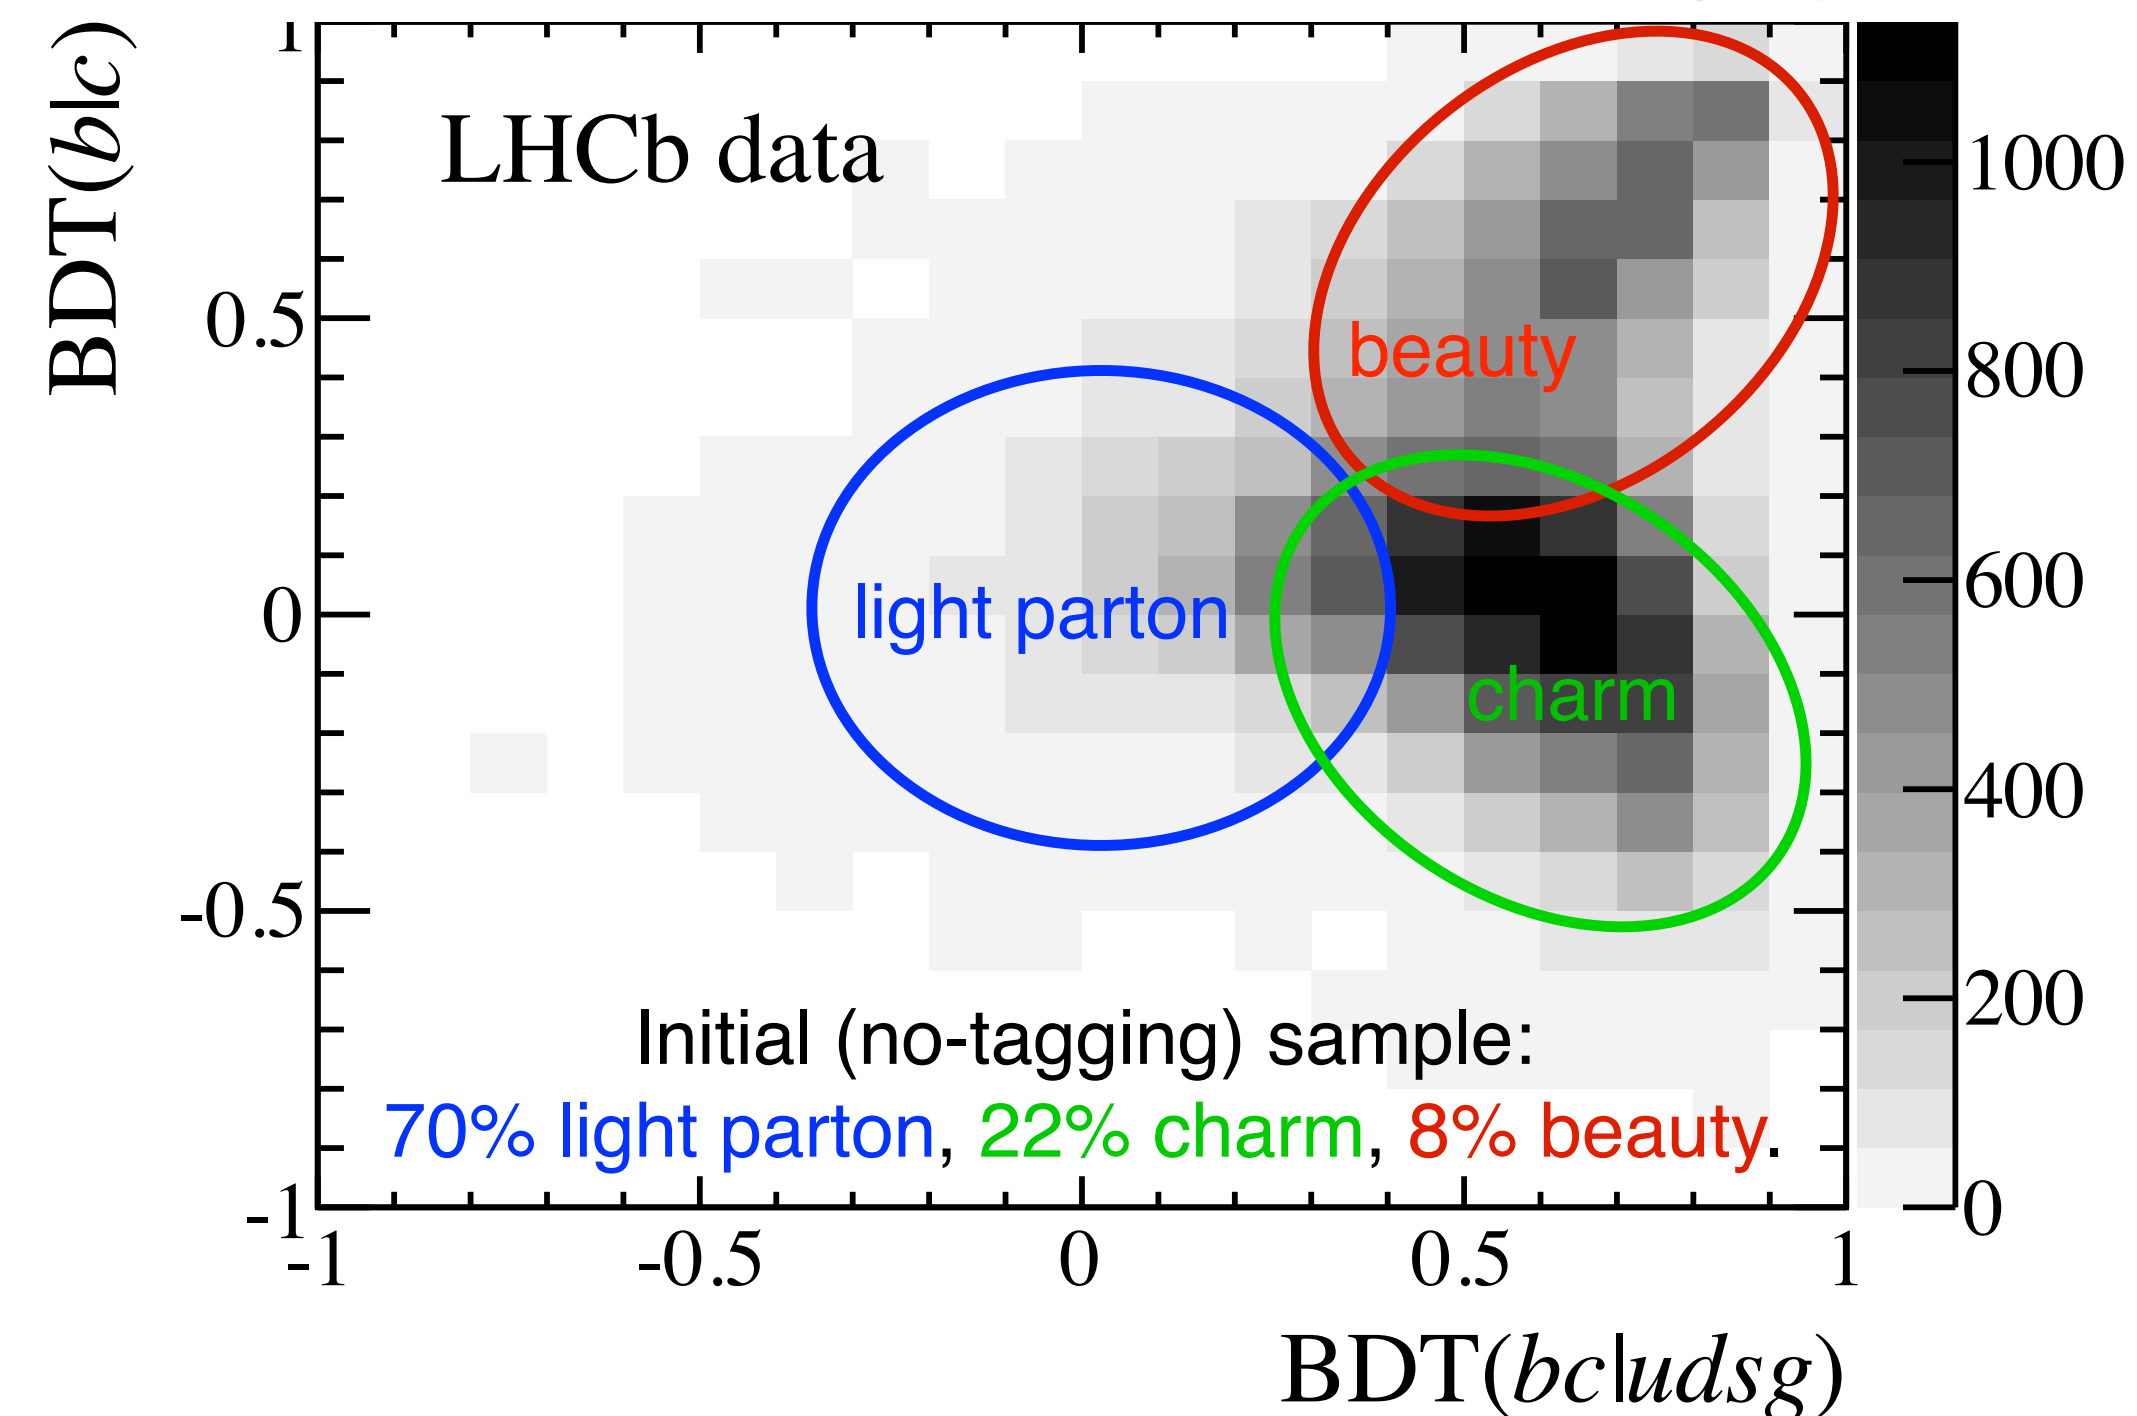 BDT(b|c)
LHCb data
1
0.5
0
-0.5
-1
beauty
light parton
charm
Initial (no-tagging) sample:
70% light parton, 22% charm, 8% beauty.
1000
800
600
400
200
0
-1
-0.5
0
0.5
1
BDT(bc|udsg)